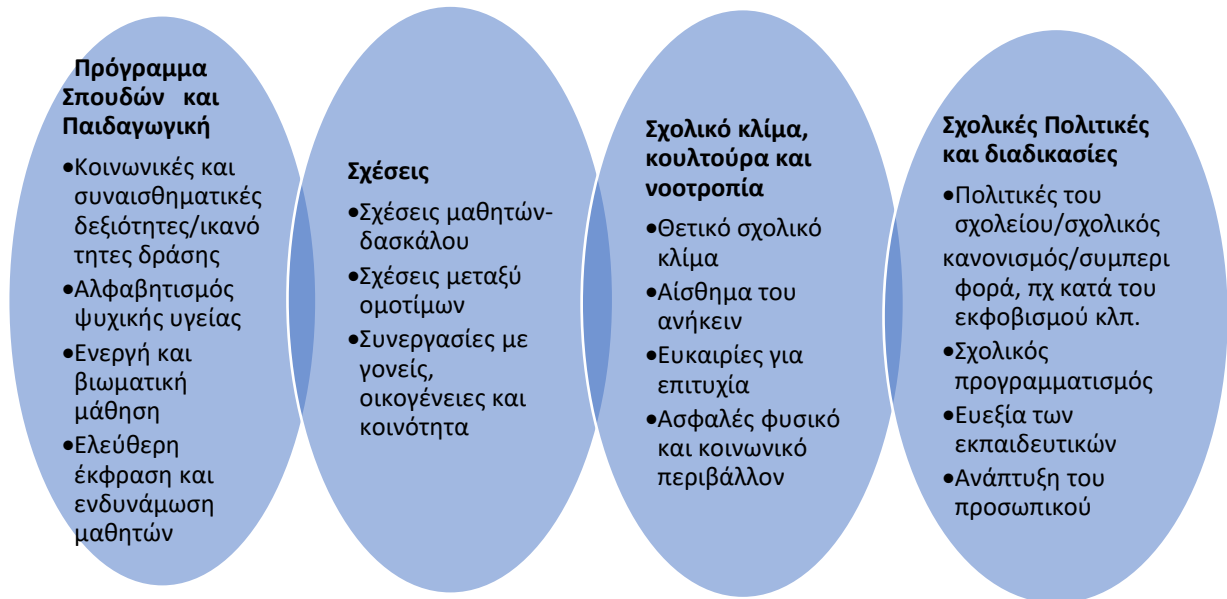 Πρόγραμμα
Σπουδών και
Παιδαγωγική
•Κοινωνικές και
συναισθηματικές
δεξιότητες/ικανό
τητες δράσης
•Αλφαβητισμός
ψυχικής υγείας
•Ενεργή και
βιωματική
μάθηση
•Ελεύθερη
έκφραση και
ενδυνάμωση
μαθητών
Σχέσεις
•Σχέσεις μαθητών-
δασκάλου
•Σχέσεις μεταξύ
ομοτίμων
•Συνεργασίες με
γονείς,
οικογένειες και
κοινότητα
Σχολικό κλίμα,
κουλτούρα και
νοοτροπία
•Θετικό σχολικό
κλίμα
•Αίσθημα του
ανήκειν
•Ευκαιρίες για
επιτυχία
•Ασφαλές φυσικό
και κοινωνικό
περιβάλλον
Σχολικές Πολιτικές
και διαδικασίες
•Πολιτικές του
σχολείου/σχολικός
κανονισμός/συμπερι
φορά, πχ κατά του
εκφοβισμού κλπ.
•Σχολικός
προγραμματισμός
•Ευεξία των
εκπαιδευτικών
•Ανάπτυξη του
προσωπικού